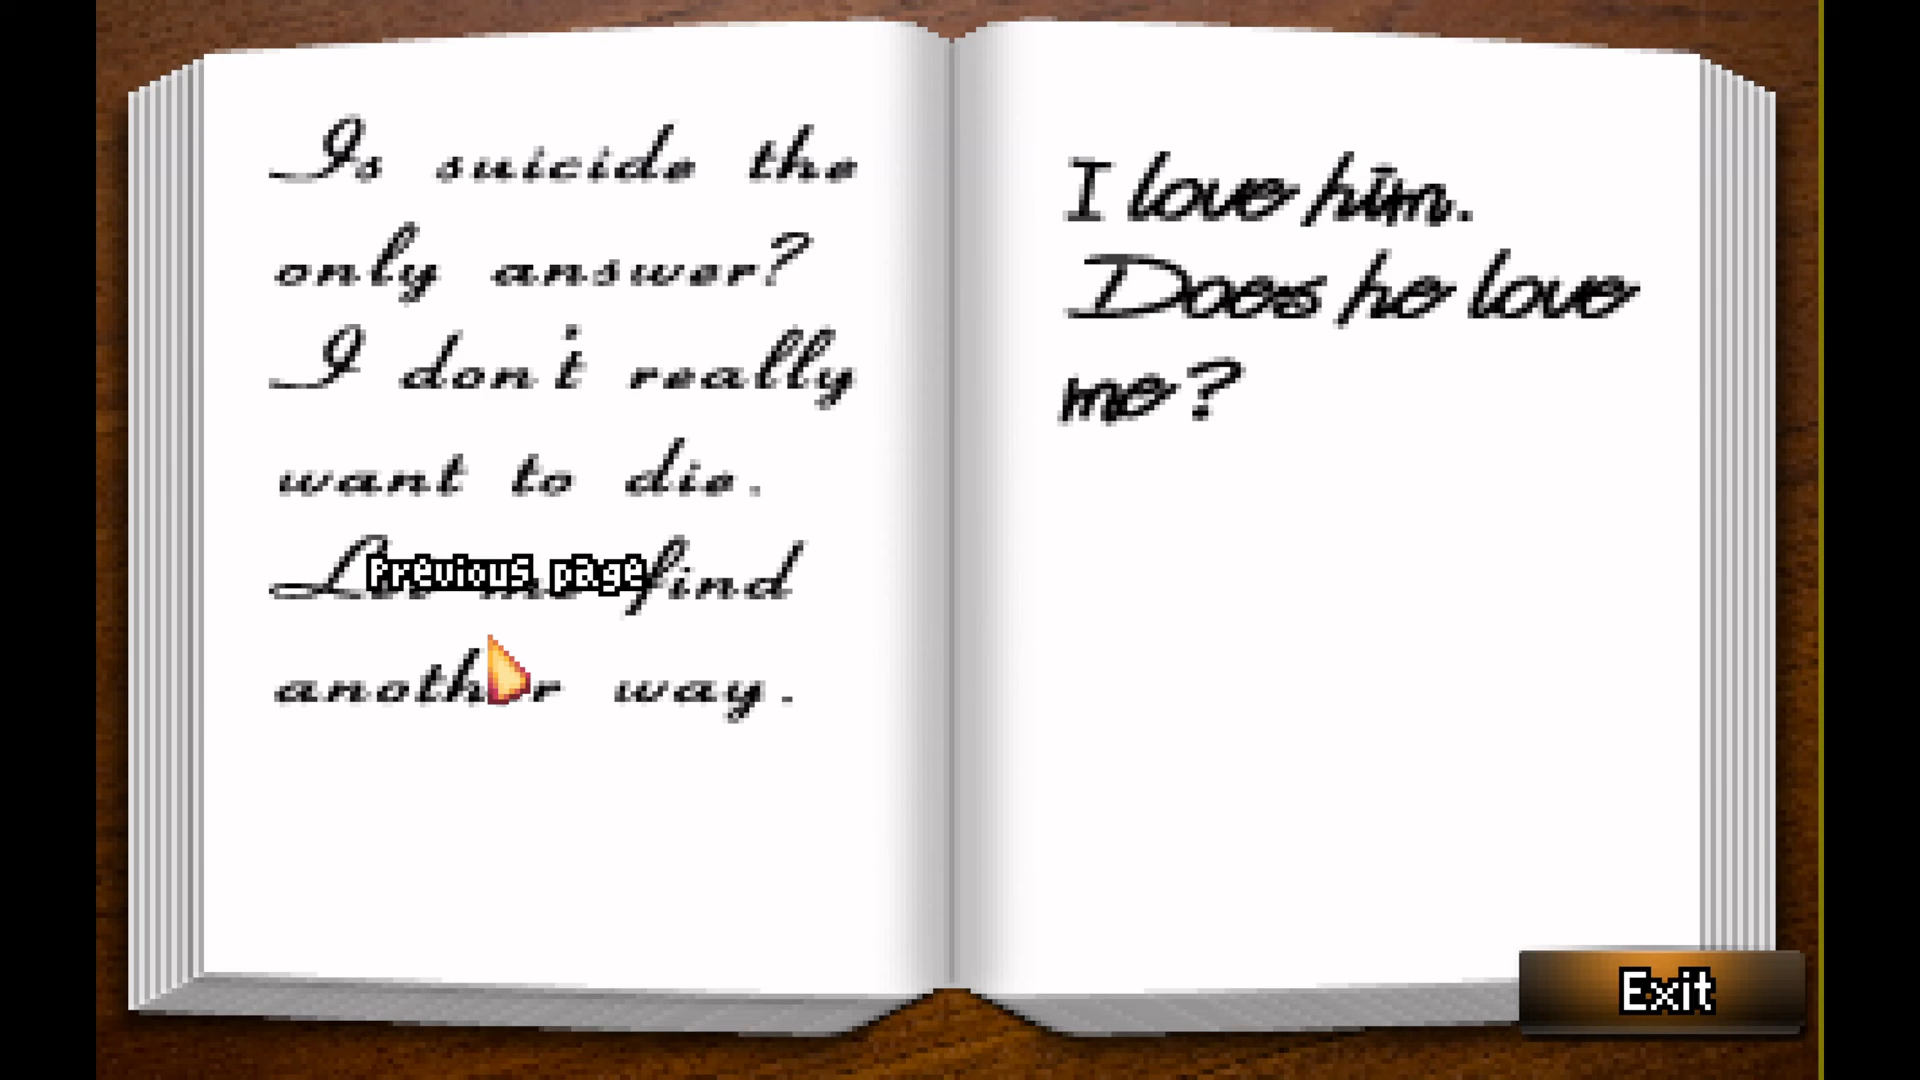 Is suicide the
only answer?
I don't really
want to die.
Previous page find
another way.
I love him.
Does he love
me?
Exit